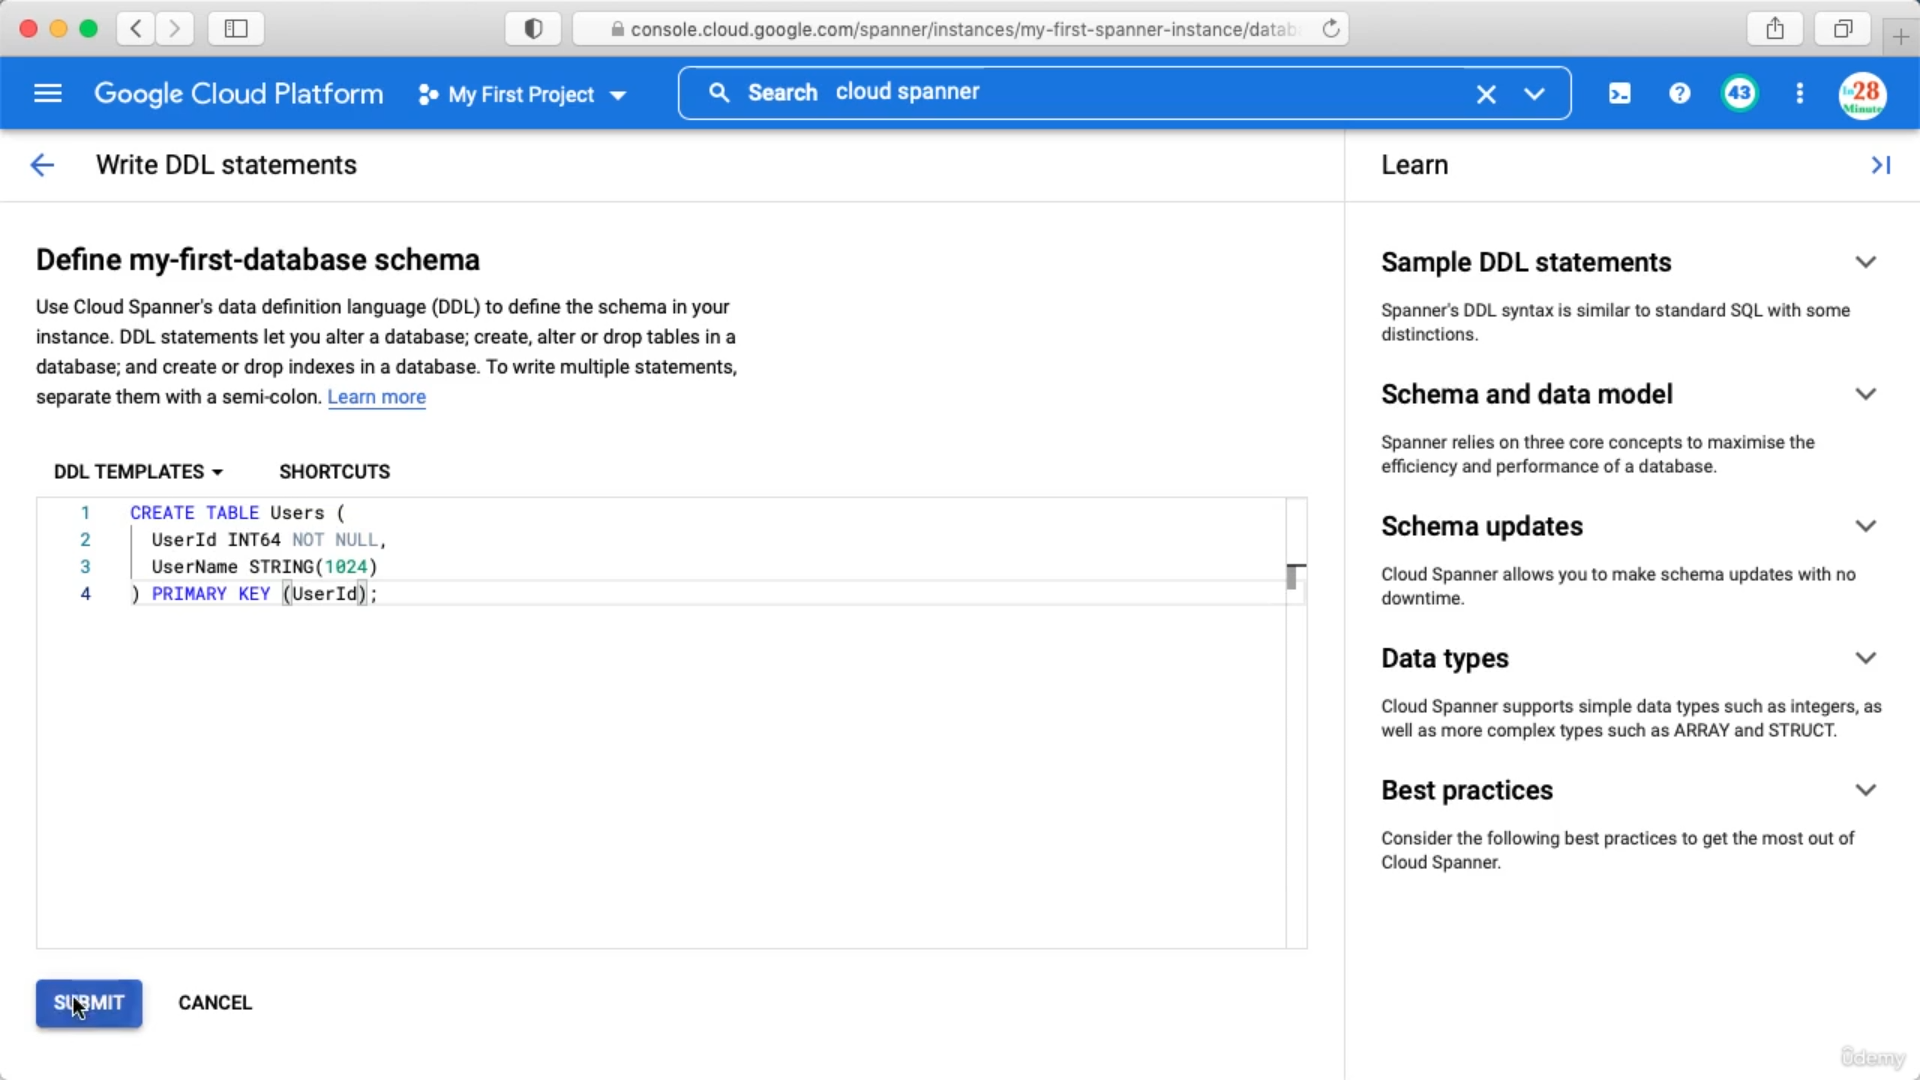 console.cloud.google.com/spanner/instances/my-first-spanner-instance/datab
Google Cloud Platform
My First Project
Search cloud spanner
43
in28
Minutes
Write DDL statements
Learn
Define my-first-database schema
Use Cloud Spanner's data definition language (DDL) to define the schema in your
instance. DDL statements let you alter a database; create, alter or drop tables in a
database; and create or drop indexes in a database. To write multiple statements,
separate them with a semi-colon. Learn more
DDL TEMPLATES
SHORTCUTS
1 CREATE TABLE Users (
2 UserId INT64 NOT NULL,
3 UserName STRING(1024)
4 ) PRIMARY KEY (UserId);
SUBMIT
CANCEL
Sample DDL statements
Spanner's DDL syntax is similar to standard SQL with some
distinctions.
Schema and data model
Spanner relies on three core concepts to maximise the
efficiency and performance of a database.
Schema updates
Cloud Spanner allows you to make schema updates with no
downtime.
Data types
Cloud Spanner supports simple data types such as integers, as
well as more complex types such as ARRAY and STRUCT.
Best practices
Consider the following best practices to get the most out of
Cloud Spanner.
ûdemy